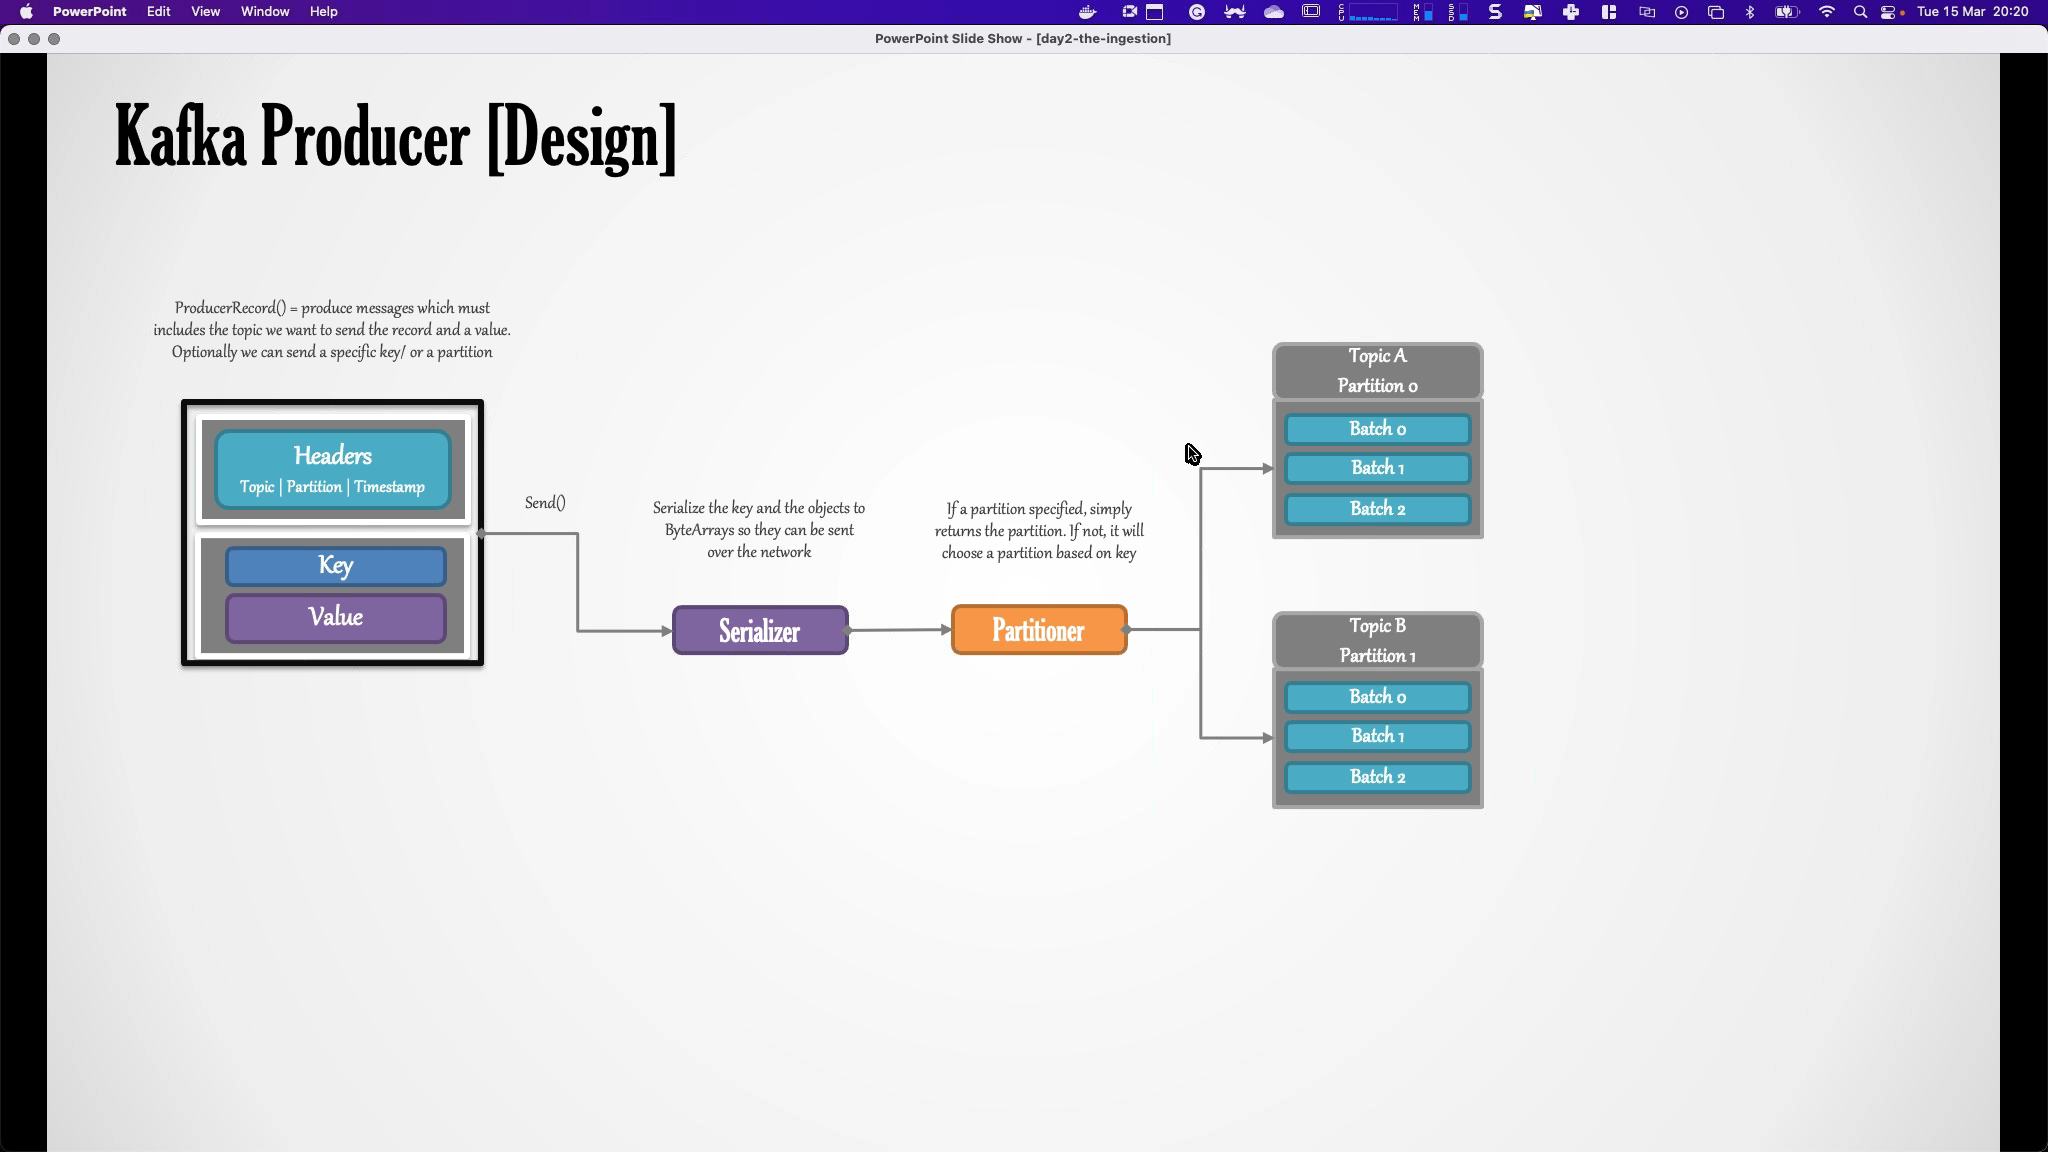 PowerPoint Edit View Window Help
Tue 15 Mar 20:20
PowerPoint Slide Show - [day2-the-ingestion]
Kafka Producer [Design]
ProducerRecord() = produce messages which must
includes the topic we want to send the record and a value.
Optionally we can send a specific key/ or a partition
Headers
Topic | Partition | Timestamp
Key
Value
Send()
Serialize the key and the objects to
ByteArrays so they can be sent
over the network
Serializer
If a partition specified, simply
returns the partition. If not, it will
choose a partition based on key
Partitioner
Topic A
Partition 0
Batch 0
Batch 1
Batch 2
Topic B
Partition 1
Batch 0
Batch 1
Batch 2